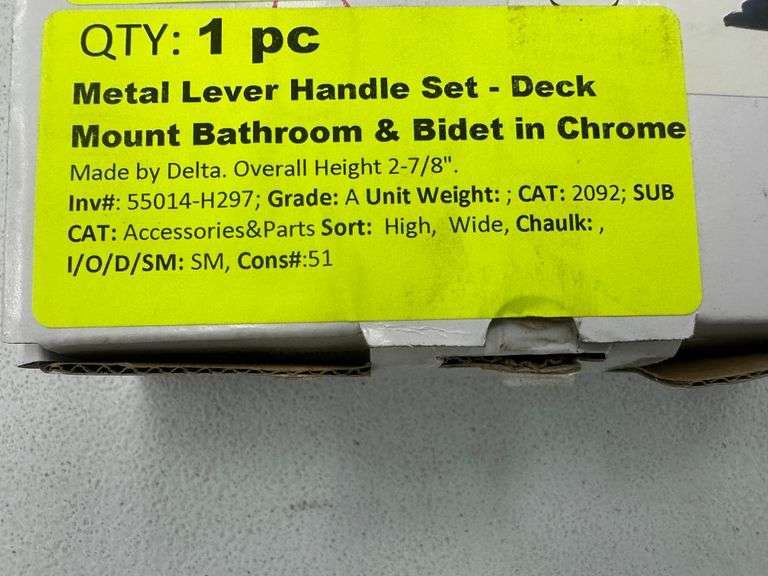 QTY: 1 pc
Metal Lever Handle Set - Deck
Mount Bathroom & Bidet in Chrome
Made by Delta. Overall Height 2-7/8".
Inv#: 55014-H297; Grade: A Unit Weight: ; CAT: 2092; SUB
CAT: Accessories&Parts Sort:  High,  Wide, Chaulk: ,
I/O/D/SM: SM, Cons#:51